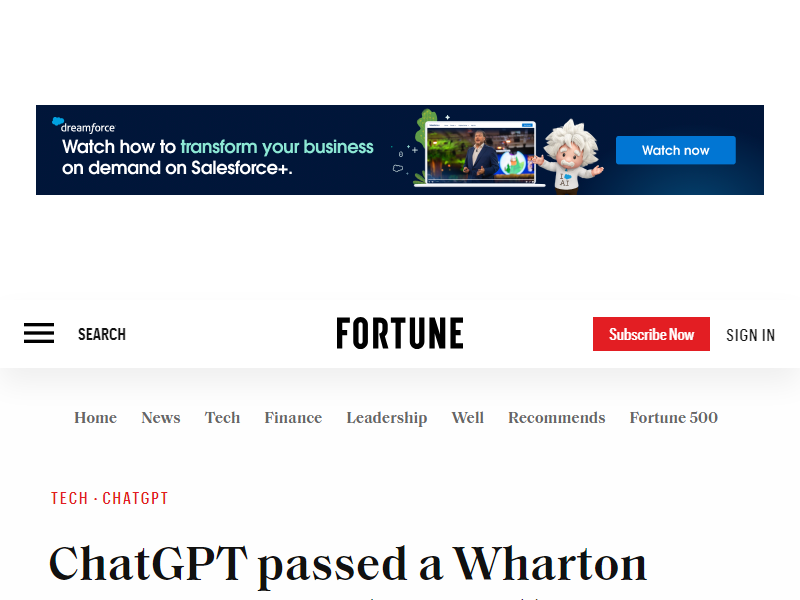 dreamforce
Watch how to transform your business
on demand on Salesforce+.
I
AI
Watch now
SEARCH
FORTUNE
Subscribe Now
SIGN IN
Home News Tech Finance Leadership Well Recommends Fortune 500
TECH · CHATGPT
ChatGPT passed a Wharton